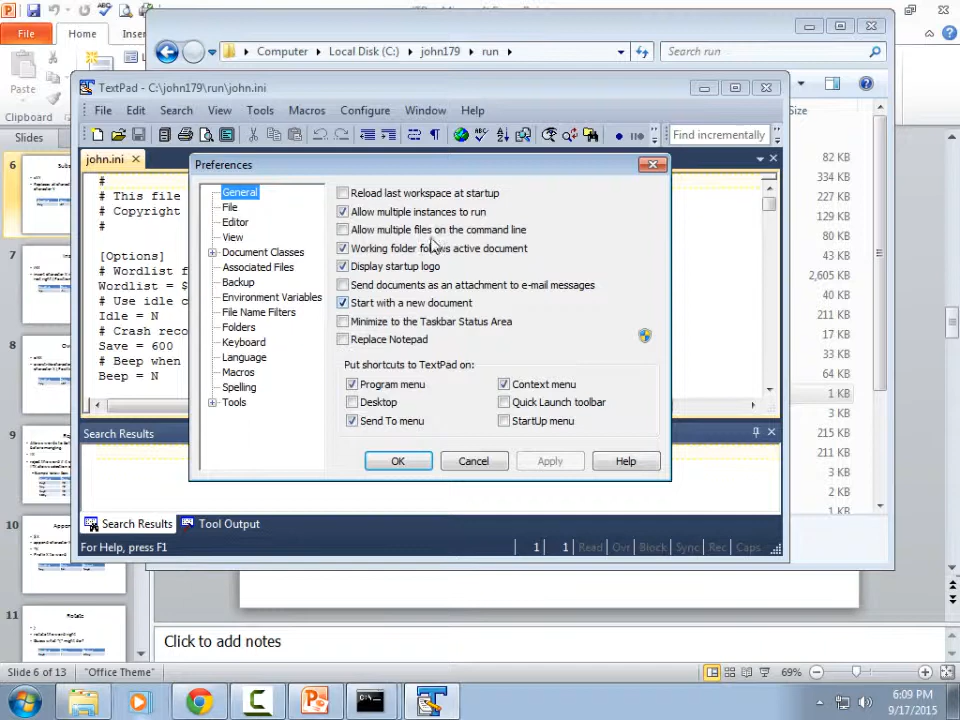 File
Home
Inser
Paste
Clipboard
Slides
Computer
Local Disk (C:)
john179
run
Search run
TextPad - C:\john179\run\john.ini
File Edit Search View Tools Macros Configure Window Help
Find incrementally
john.ini
#
# This file
# Copyright
#
[Options]
# Wordlist f
Wordlist = $
# Use idle c
Idle = N
# Crash reco
Save = 600
# Beep when
Beep = N
Preferences
General
File
Editor
View
Document Classes
Associated Files
Backup
Environment Variables
File Name Filters
Folders
Keyboard
Language
Macros
Spelling
Tools
Reload last workspace at startup
Allow multiple instances to run
Allow multiple files on the command line
Working folder follows active document
Display startup logo
Send documents as an attachment to e-mail messages
Start with a new document
Minimize to the Taskbar Status Area
Replace Notepad
Put shortcuts to TextPad on:
Program menu
Context menu
Desktop
Quick Launch toolbar
Send To menu
StartUp menu
OK
Cancel
Apply
Help
Search Results
Search Results
Tool Output
For Help, press F1
1 1 Read Ovr Block Sync Rec Caps
Size
82 KB
334 KB
227 KB
129 KB
80 KB
43 KB
2,605 KB
40 KB
211 KB
17 KB
33 KB
64 KB
1 KB
3 KB
215 KB
211 KB
3 KB
2 KB
1 KB
6
7
8
9
10
11
Rotate
Click to add notes
Slide 6 of 13
"Office Theme"
69%
6:09 PM
9/17/2015